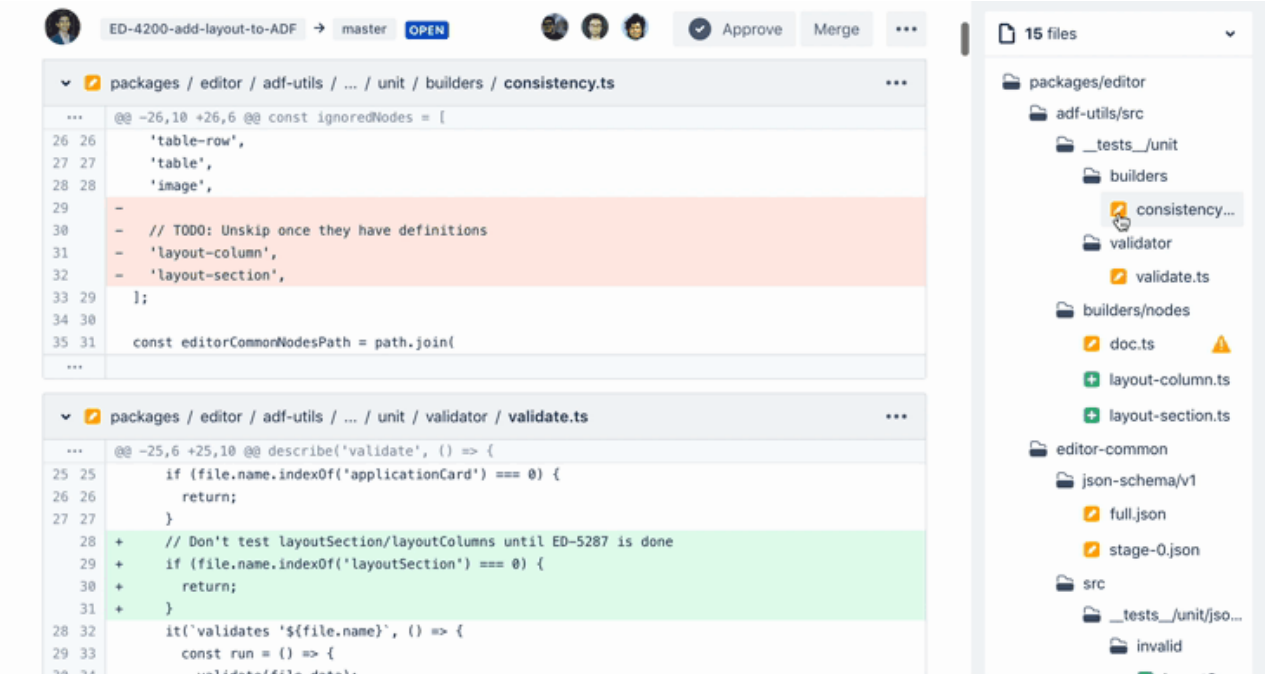 ED-4200-add-layout-to-ADF → master OPEN Approve Merge ...
packages / editor / adf-utils / ... / unit / builders / consistency.ts ...
... @@ -26,10 +26,6 @@ const ignoredNodes = [
26 26 'table-row',
27 27 'table',
28 28 'image',
29 -
30 - // TODO: Unskip once they have definitions
31 - 'layout-column',
32 - 'layout-section',
33 29 ];
34 30
35 31 const editorCommonNodesPath = path.join(
...
packages / editor / adf-utils / ... / unit / validator / validate.ts ...
... @@ -25,6 +25,10 @@ describe('validate', () => {
25 25 if (file.name.indexOf('applicationCard') === 0) {
26 26 return;
27 27 }
28 + // Don't test layoutSection/layoutColumns until ED-5287 is done
29 + if (file.name.indexOf('layoutSection') === 0) {
30 + return;
31 + }
28 32 it(`validates '${file.name}`, () => {
29 33 const run = () => {
15 files
packages/editor
adf-utils/src
__tests__/unit
builders
consistency...
validator
validate.ts
builders/nodes
doc.ts
layout-column.ts
layout-section.ts
editor-common
json-schema/v1
full.json
stage-0.json
src
__tests__/unit/jso...
invalid